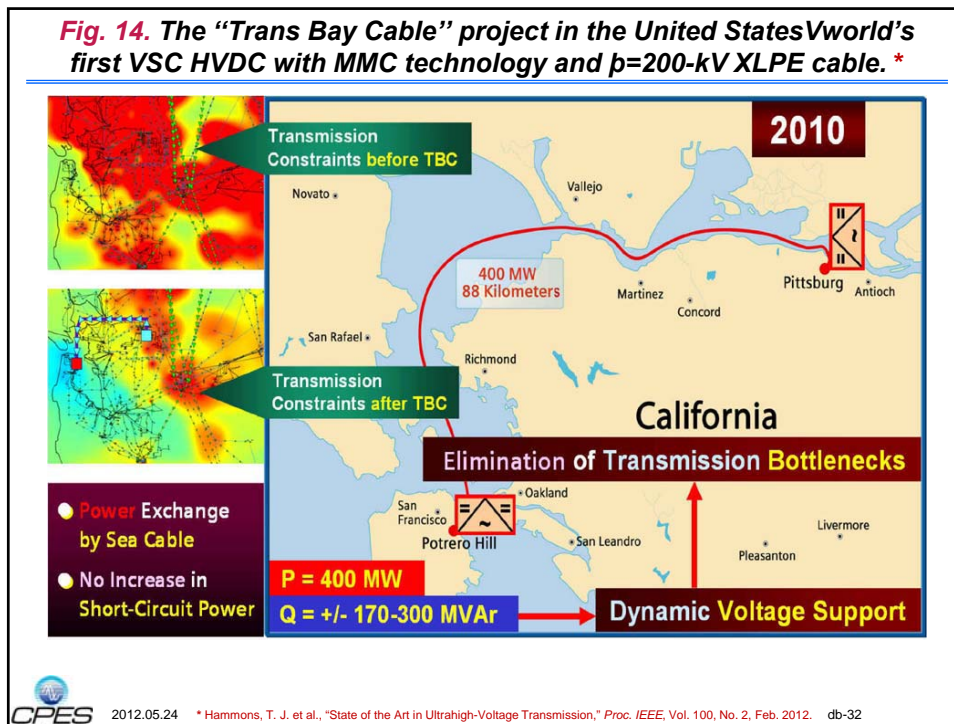 Fig. 14. The “Trans Bay Cable” project in the United StatesVworld’s
first VSC HVDC with MMC technology and þ=200-kV XLPE cable. *
Transmission
Constraints before TBC
2010
Novato
Vallejo
400 MW
88 Kilometers
Pittsburg
Antioch
Martinez
Concord
San Rafael
Richmond
Transmission
Constraints after TBC
California
Elimination of Transmission Bottlenecks
Power Exchange
by Sea Cable
No Increase in
Short-Circuit Power
San
Francisco
Oakland
Potrero Hill
San Leandro
Livermore
Pleasanton
P = 400 MW
Q = +/- 170-300 MVAr
Dynamic Voltage Support
CPES
2012.05.24 * Hammons, T. J. et al., “State of the Art in Ultrahigh-Voltage Transmission,” Proc. IEEE, Vol. 100, No. 2, Feb. 2012. db-32